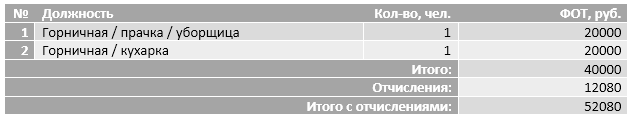 № Должность Кол-во, чел. ФОТ, руб.
1 Горничная / прачка / уборщица 1 20000
2 Горничная / кухарка 1 20000
Итого: 40000
Отчисления: 12080
Итого с отчислениями: 52080